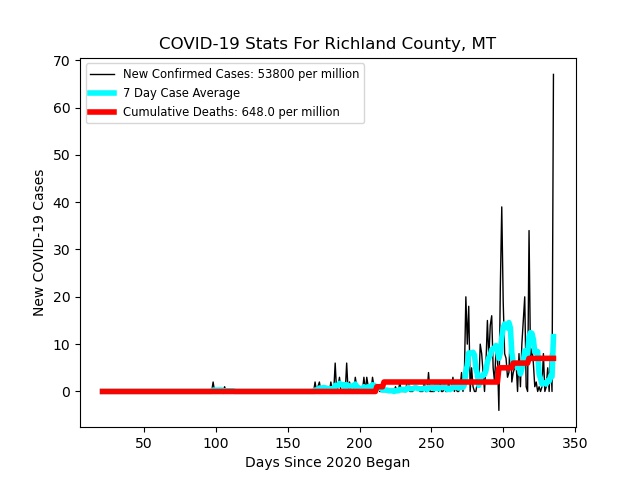 COVID-19 Stats For Richland County, MT
New Confirmed Cases: 53800 per million
7 Day Case Average
Cumulative Deaths: 648.0 per million
70
60
50
40
30
20
10
0
New COVID-19 Cases
50 100 150 200 250 300 350
Days Since 2020 Began